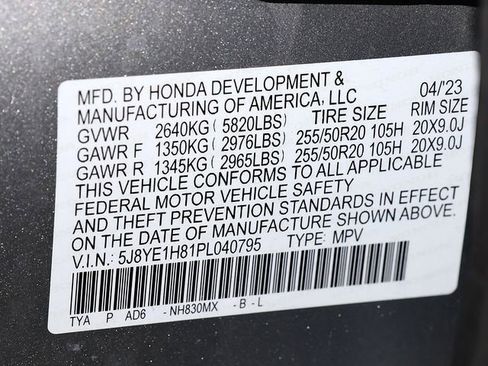 MFD. BY HONDA DEVELOPMENT &
MANUFACTURING OF AMERICA, LLC 04/'23
GVWR 2640KG ( 5820LBS) TIRE SIZE RIM SIZE
GAWR F 1350KG ( 2976LBS) 255/50R20 105H 20X9.0J
GAWR R 1345KG ( 2965LBS) 255/50R20 105H 20X9.0J
THIS VEHICLE CONFORMS TO ALL APPLICABLE
FEDERAL MOTOR VEHICLE SAFETY
AND THEFT PREVENTION STANDARDS IN EFFECT
ON THE DATE OF MANUFACTURE SHOWN ABOVE.
V.I.N.: 5J8YE1H81PL040795 TYPE: MPV
TYA P AD6 -NH830MX -B-L